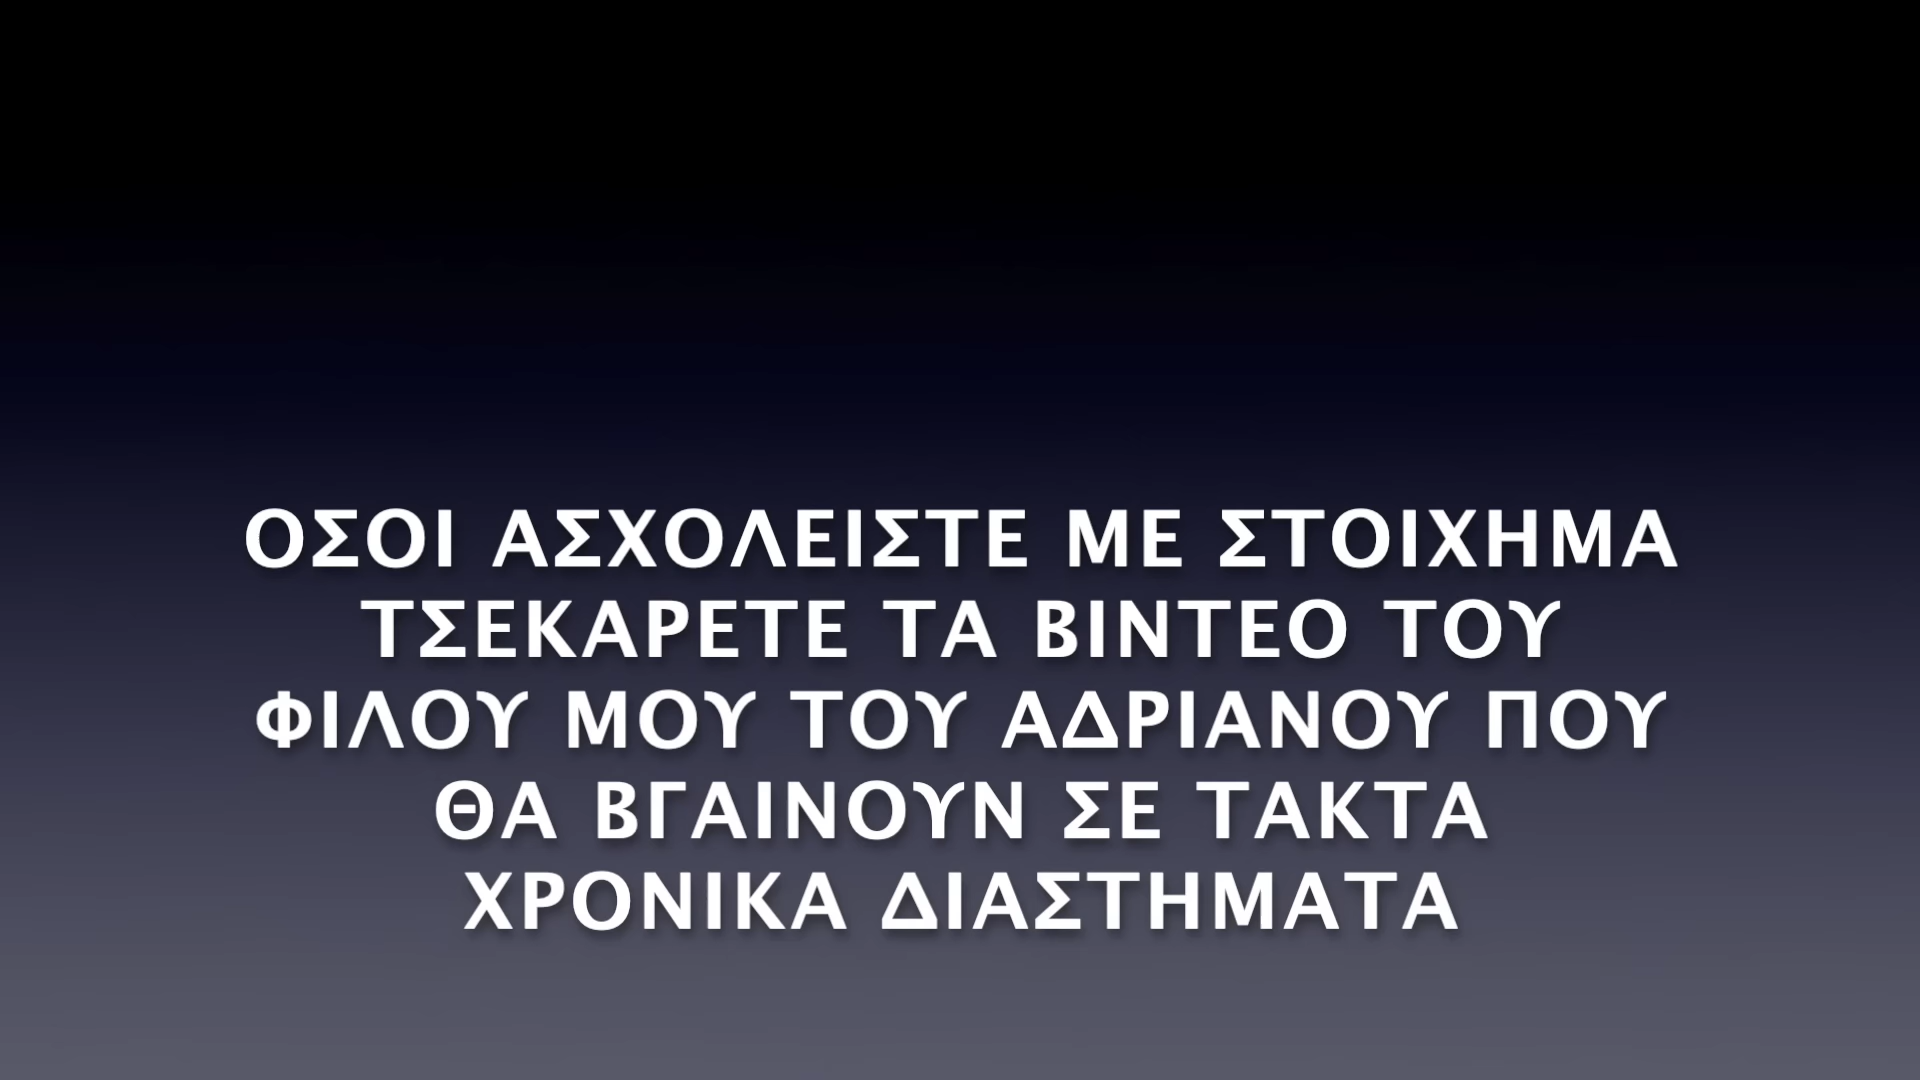 ΟΣΟΙ ΑΣΧΟΛΕΙΣΤΕ ΜΕ ΣΤΟΙΧΗΜΑ
ΤΣΕΚΑΡΕΤΕ ΤΑ ΒΙΝΤΕΟ ΤΟΥ
ΦΙΛΟΥ ΜΟΥ ΤΟΥ ΑΔΡΙΑΝΟΥ ΠΟΥ
ΘΑ ΒΓΑΙΝΟΥΝ ΣΕ ΤΑΚΤΑ
ΧΡΟΝΙΚΑ ΔΙΑΣΤΗΜΑΤΑ